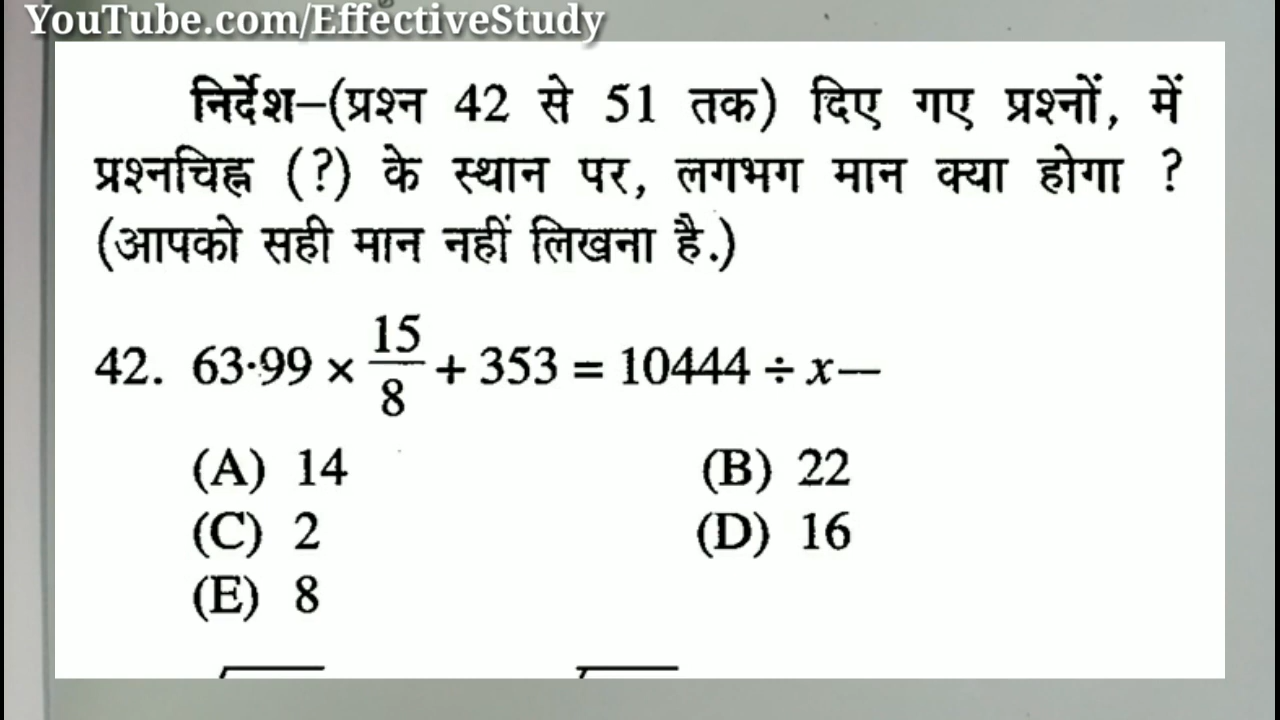 YouTube.com/EffectiveStudy
निर्देश–(प्रश्न 42 से 51 तक) दिए गए प्रश्नों, में
प्रश्नचिह्न (?) के स्थान पर, लगभग मान क्या होगा ?
(आपको सही मान नहीं लिखना है.)
42. 63·99 × 15/8 + 353 = 10444 ÷ x—
(A) 14 (B) 22
(C) 2 (D) 16
(E) 8